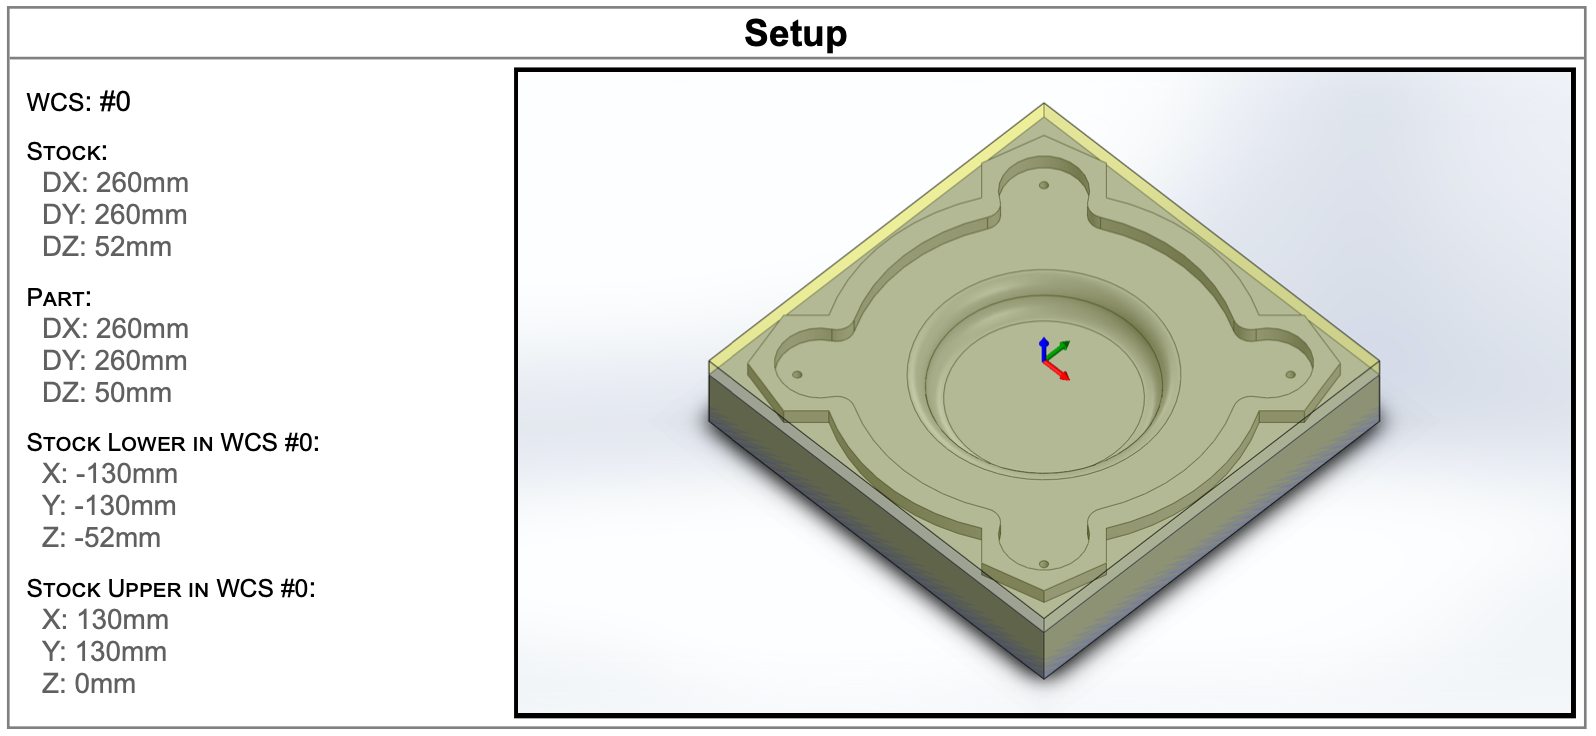 Setup
WCS: #0
STOCK:
DX: 260mm
DY: 260mm
DZ: 52mm
PART:
DX: 260mm
DY: 260mm
DZ: 50mm
STOCK LOWER IN WCS #0:
X: -130mm
Y: -130mm
Z: -52mm
STOCK UPPER IN WCS #0:
X: 130mm
Y: 130mm
Z: 0mm